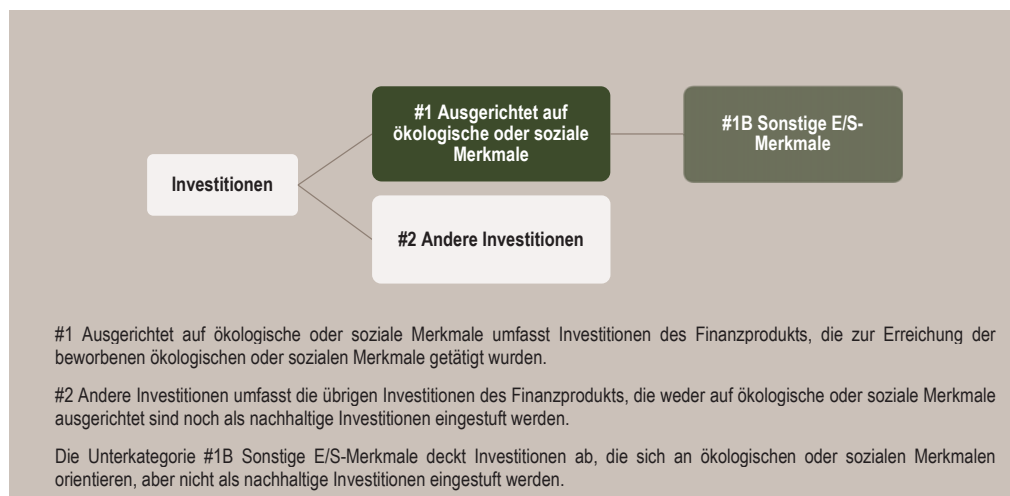 #1 Ausgerichtet auf
ökologische oder soziale
Merkmale
#1B Sonstige E/S-
Merkmale
Investitionen
#2 Andere Investitionen
#1 Ausgerichtet auf ökologische oder soziale Merkmale umfasst Investitionen des Finanzprodukts, die zur Erreichung der
beworbenen ökologischen oder sozialen Merkmale getätigt wurden.
#2 Andere Investitionen umfasst die übrigen Investitionen des Finanzprodukts, die weder auf ökologische oder soziale Merkmale
ausgerichtet sind noch als nachhaltige Investitionen eingestuft werden.
Die Unterkategorie #1B Sonstige E/S-Merkmale deckt Investitionen ab, die sich an ökologischen oder sozialen Merkmalen
orientieren, aber nicht als nachhaltige Investitionen eingestuft werden.